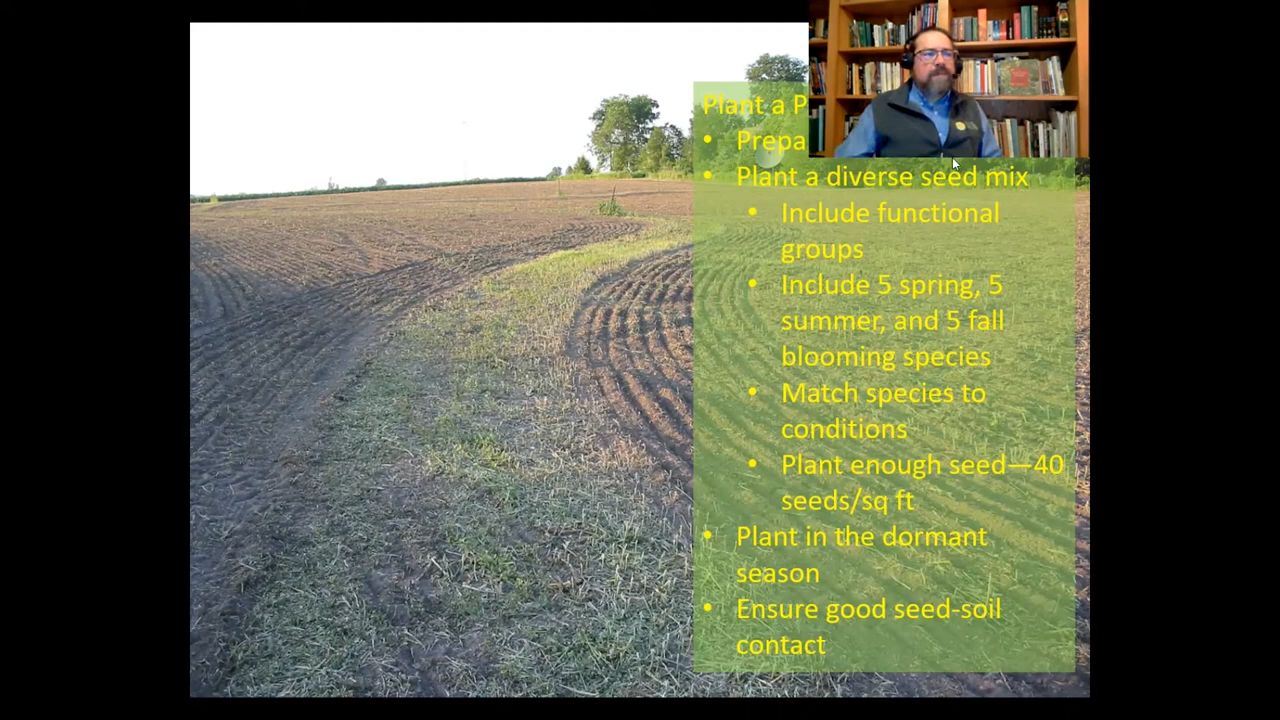 Plant a P
• Prepa
• Plant a diverse seed mix
• Include functional
groups
• Include 5 spring, 5
summer, and 5 fall
blooming species
• Match species to
conditions
• Plant enough seed—40
seeds/sq ft
• Plant in the dormant
season
• Ensure good seed-soil
contact